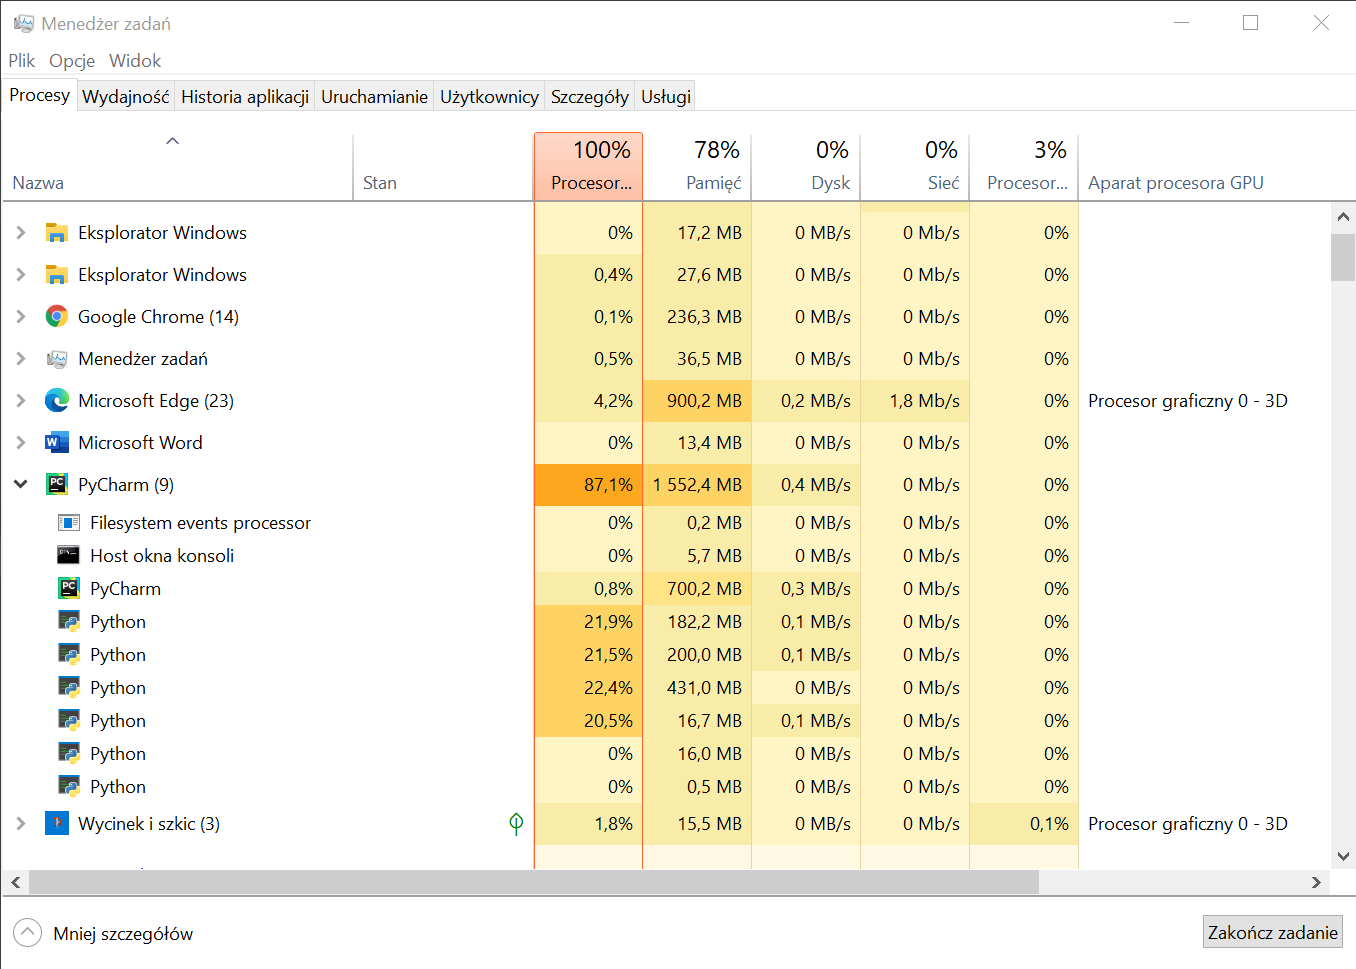 Menedżer zadań
Plik Opcje Widok
Procesy Wydajność Historia aplikacji Uruchamianie Użytkownicy Szczegóły Usługi
100% 78% 0% 0% 3%
Nazwa Stan Procesor... Pamięć Dysk Sieć Procesor... Aparat procesora GPU
Eksplorator Windows 0% 17,2 MB 0 MB/s 0 Mb/s 0%
Eksplorator Windows 0,4% 27,6 MB 0 MB/s 0 Mb/s 0%
Google Chrome (14) 0,1% 236,3 MB 0 MB/s 0 Mb/s 0%
Menedżer zadań 0,5% 36,5 MB 0 MB/s 0 Mb/s 0%
Microsoft Edge (23) 4,2% 900,2 MB 0,2 MB/s 1,8 Mb/s 0% Procesor graficzny 0 - 3D
Microsoft Word 0% 13,4 MB 0 MB/s 0 Mb/s 0%
PyCharm (9) 87,1% 1 552,4 MB 0,4 MB/s 0 Mb/s 0%
Filesystem events processor 0% 0,2 MB 0 MB/s 0 Mb/s 0%
Host okna konsoli 0% 5,7 MB 0 MB/s 0 Mb/s 0%
PyCharm 0,8% 700,2 MB 0,3 MB/s 0 Mb/s 0%
Python 21,9% 182,2 MB 0,1 MB/s 0 Mb/s 0%
Python 21,5% 200,0 MB 0,1 MB/s 0 Mb/s 0%
Python 22,4% 431,0 MB 0 MB/s 0 Mb/s 0%
Python 20,5% 16,7 MB 0,1 MB/s 0 Mb/s 0%
Python 0% 16,0 MB 0 MB/s 0 Mb/s 0%
Python 0% 0,5 MB 0 MB/s 0 Mb/s 0%
Wycinek i szkic (3) 1,8% 15,5 MB 0 MB/s 0 Mb/s 0,1% Procesor graficzny 0 - 3D
Mniej szczegółów Zakończ zadanie